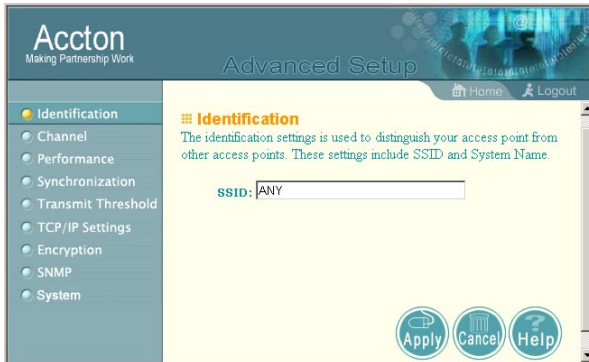 Accton
Making Partnership Work
Advanced Setup
Home
Logout
Identification
Channel
Performance
Synchronization
Transmit Threshold
TCP/IP Settings
Encryption
SNMP
System
Identification
The identification settings is used to distinguish your access point from
other access points. These settings include SSID and System Name.
SSID: ANY
Apply
Cancel
Help